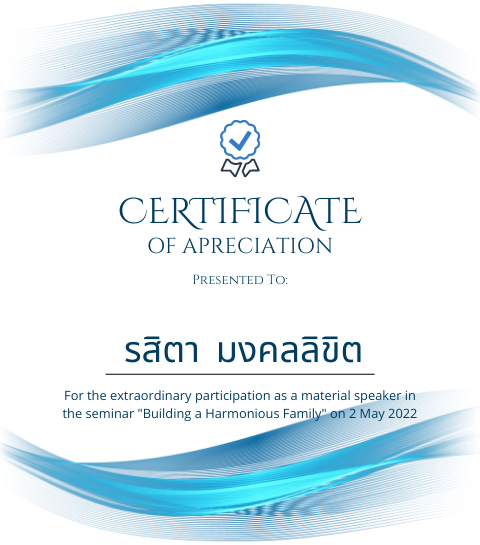 CERTIFICATE
OF APRECIATION
Presented To:
รสิตา มงคลลิขิต
For the extraordinary participation as a material speaker in
the seminar "Building a Harmonious Family" on 2 May 2022